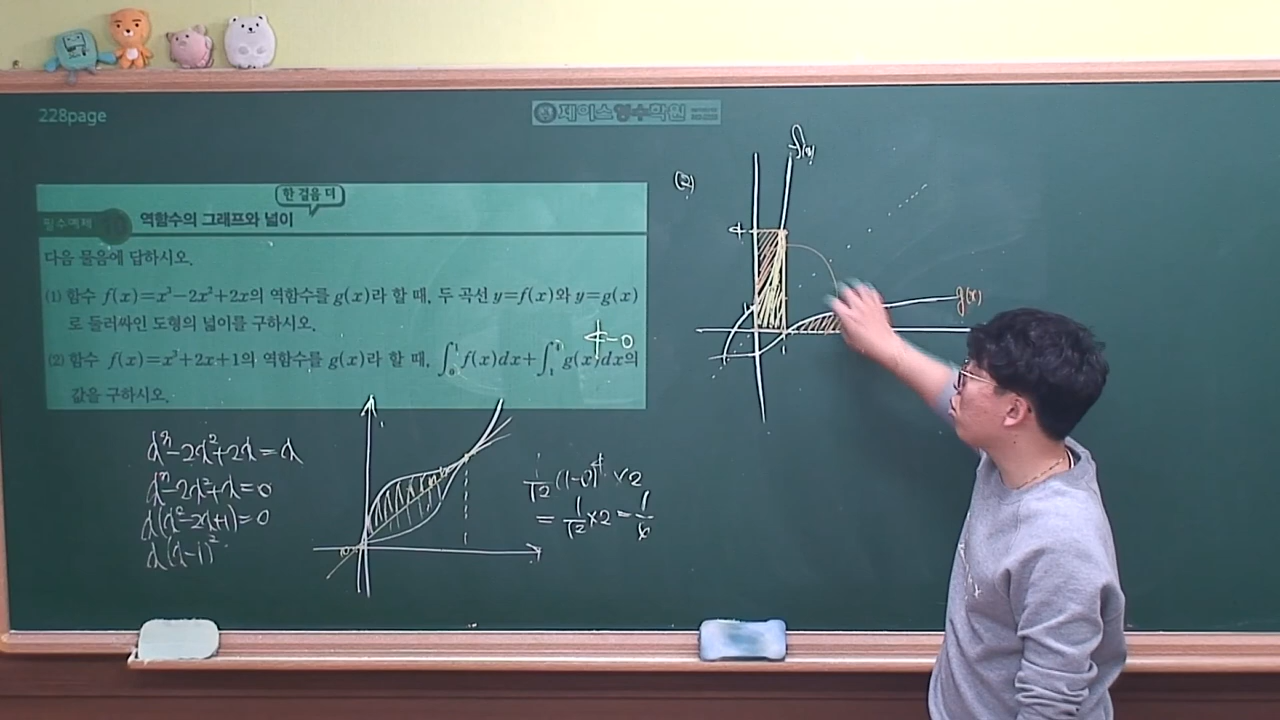 228page
제이스영수학원
한 걸음 더
필수예제 10 역함수의 그래프와 넓이
다음 물음에 답하시오.
(1) 함수 f(x)=x³-2x²+2x의 역함수를 g(x)라 할 때, 두 곡선 y=f(x)와 y=g(x)
로 둘러싸인 도형의 넓이를 구하시오.
4-0
(2) 함수 f(x)=x³+2x+1의 역함수를 g(x)라 할 때, ∫₀¹f(x)dx+∫₁⁴g(x)dx의
값을 구하시오.
x³-2x²+2x=x
x³-2x²+x=0
x(x²-2x+1)=0
x(x-1)²
1/12 (1-0)⁴ ×2
= 1/12 ×2 = 1/6
(2)
f(x)
4
g(x)